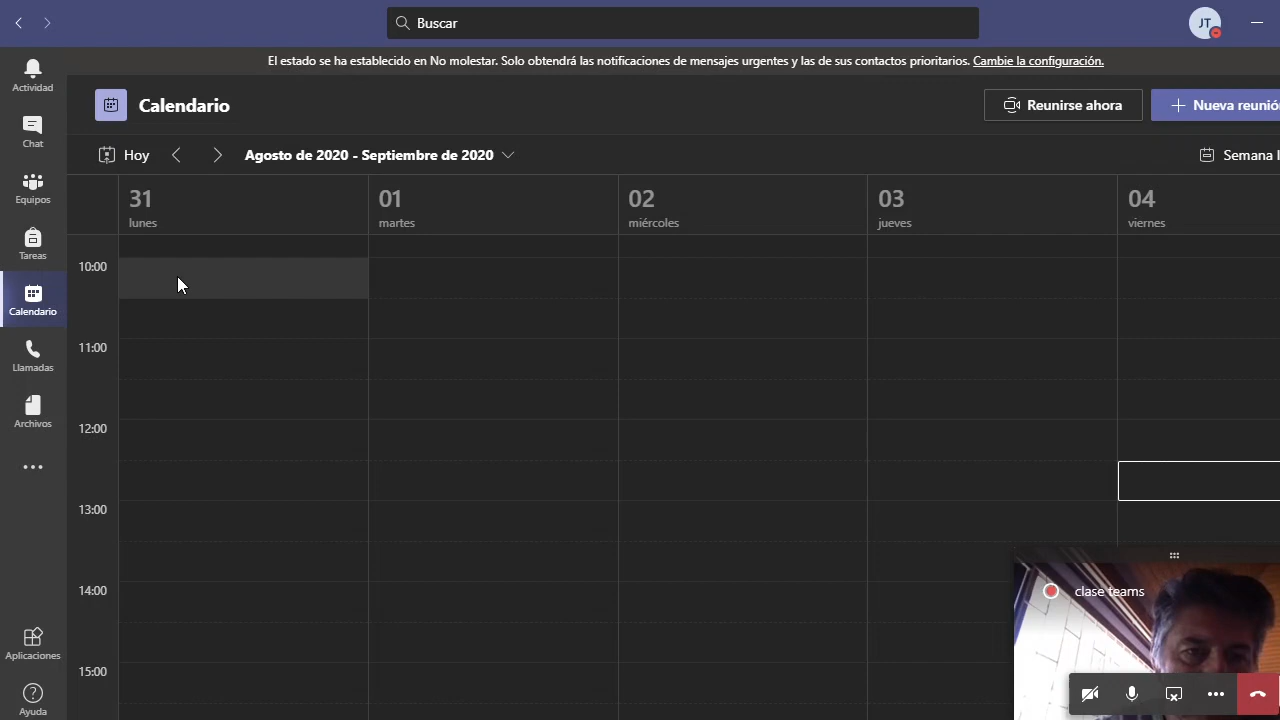 Buscar
JT
El estado se ha establecido en No molestar. Solo obtendrá las notificaciones de mensajes urgentes y las de sus contactos prioritarios. Cambie la configuración.
Actividad
Chat
Equipos
Tareas
Calendario
Llamadas
Archivos
Aplicaciones
Ayuda
Calendario
Reunirse ahora
Nueva reunión
Hoy
Agosto de 2020 - Septiembre de 2020
Semana l
31
lunes
01
martes
02
miércoles
03
jueves
04
viernes
10:00
11:00
12:00
13:00
14:00
15:00
clase teams